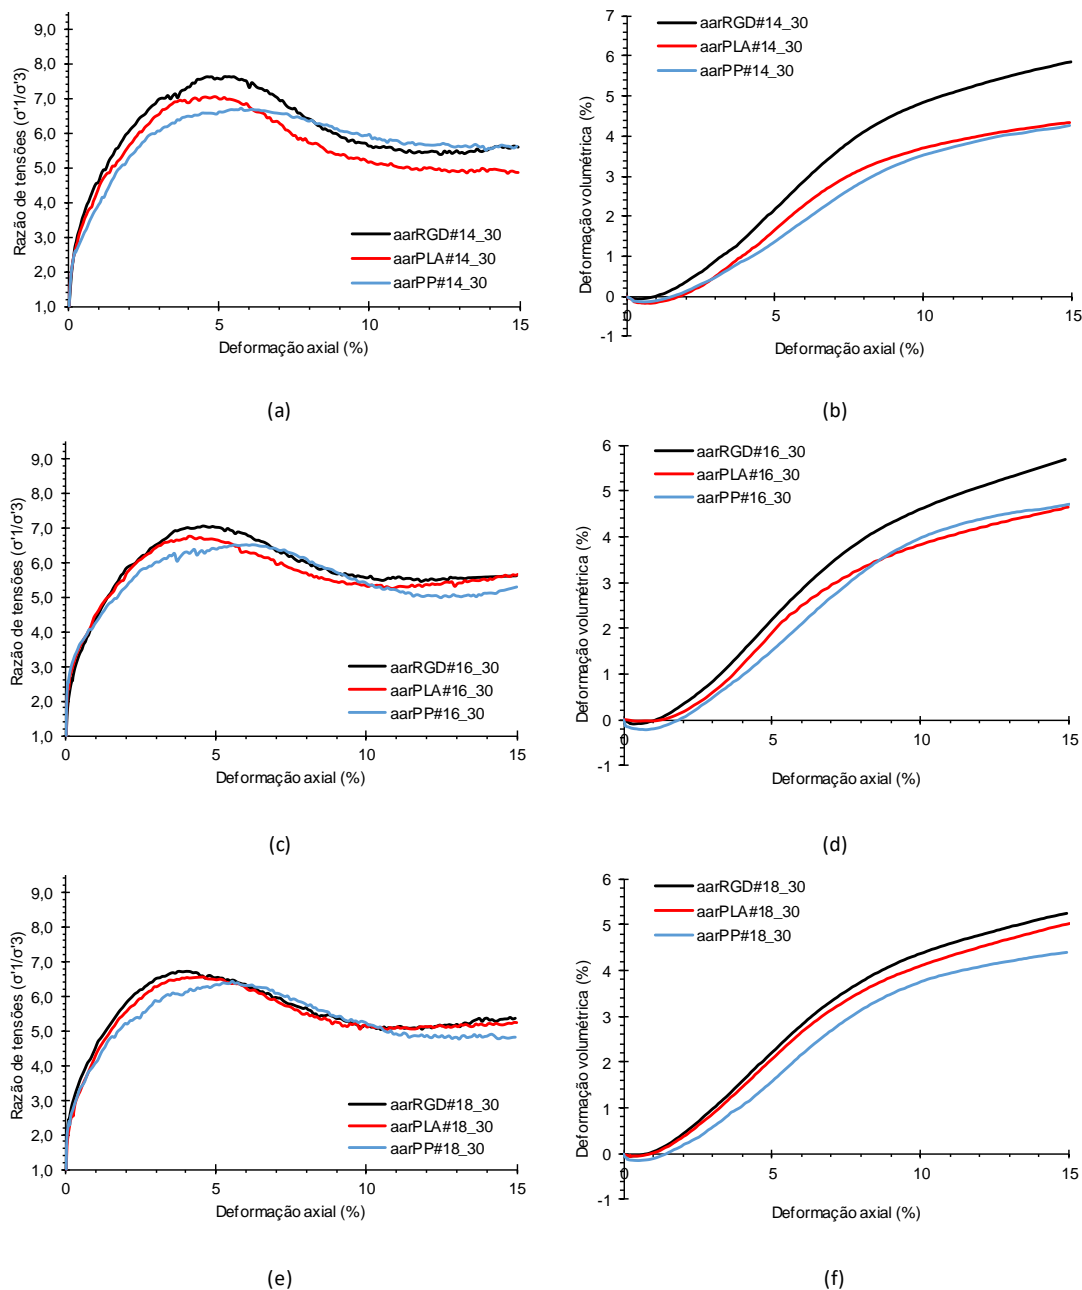 9,0
8,0
7,0
6,0
5,0
4,0
3,0
2,0
1,0
0
5
10
15
Razão de tensões (σ'1/σ'3)
Deformação axial (%)
aarRGD#14_30
aarPLA#14_30
aarPP#14_30
(a)
7
6
5
4
3
2
1
0
-1
0
5
10
15
Deformação volumétrica (%)
Deformação axial (%)
aarRGD#14_30
aarPLA#14_30
aarPP#14_30
(b)
9,0
8,0
7,0
6,0
5,0
4,0
3,0
2,0
1,0
0
5
10
15
Razão de tensões (σ'1/σ'3)
Deformação axial (%)
aarRGD#16_30
aarPLA#16_30
aarPP#16_30
(c)
6
5
4
3
2
1
0
-1
0
5
10
15
Deformação volumétrica (%)
Deformação axial (%)
aarRGD#16_30
aarPLA#16_30
aarPP#16_30
(d)
9,0
8,0
7,0
6,0
5,0
4,0
3,0
2,0
1,0
0
5
10
15
Razão de tensões (σ'1/σ'3)
Deformação axial (%)
aarRGD#18_30
aarPLA#18_30
aarPP#18_30
(e)
6
5
4
3
2
1
0
-1
0
5
10
15
Deformação volumétrica (%)
Deformação axial (%)
aarRGD#18_30
aarPLA#18_30
aarPP#18_30
(f)